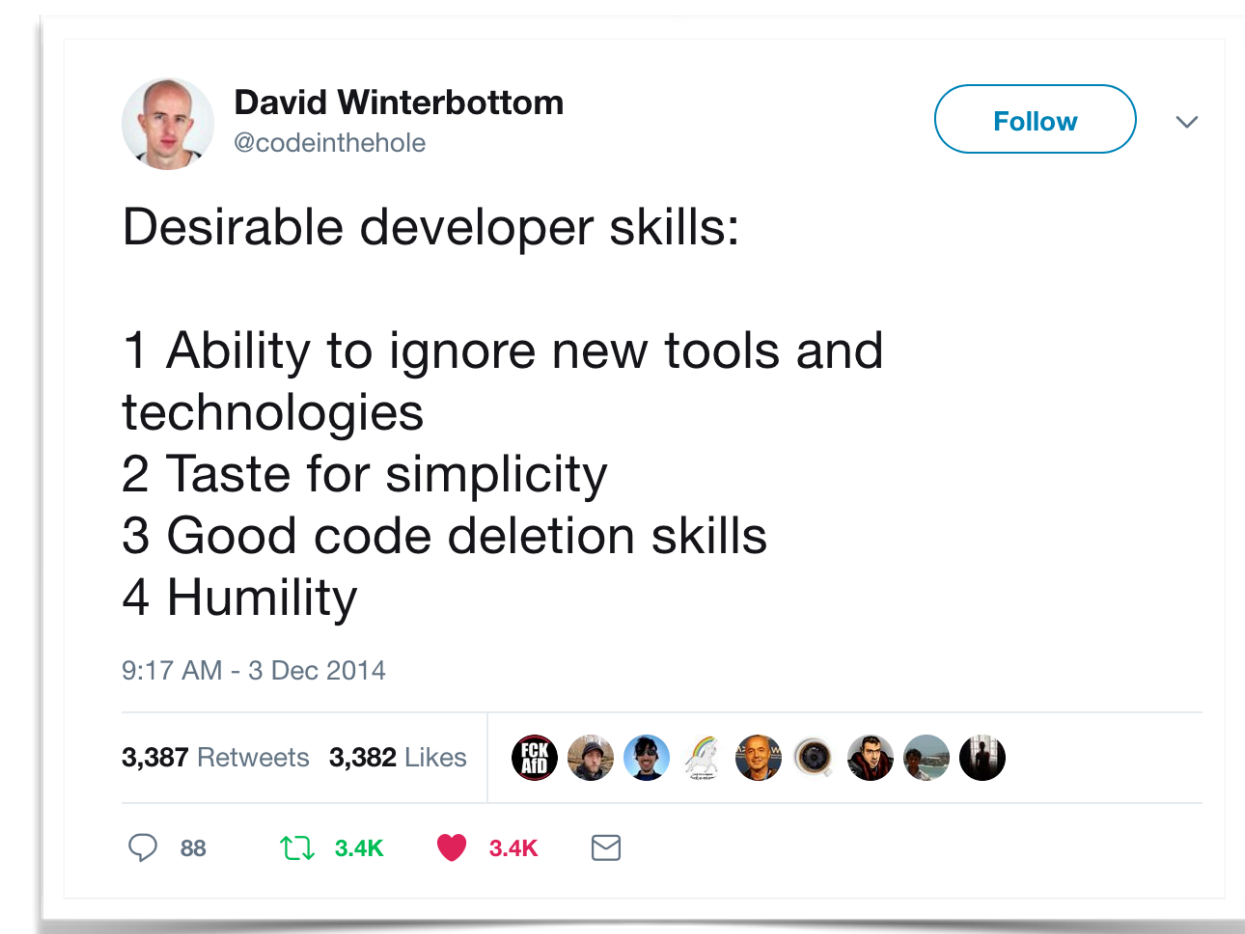 David Winterbottom
@codeinthehole
Follow
Desirable developer skills:
1 Ability to ignore new tools and
technologies
2 Taste for simplicity
3 Good code deletion skills
4 Humility
9:17 AM - 3 Dec 2014
3,387 Retweets 3,382 Likes
FCK
AfD
88 3.4K 3.4K